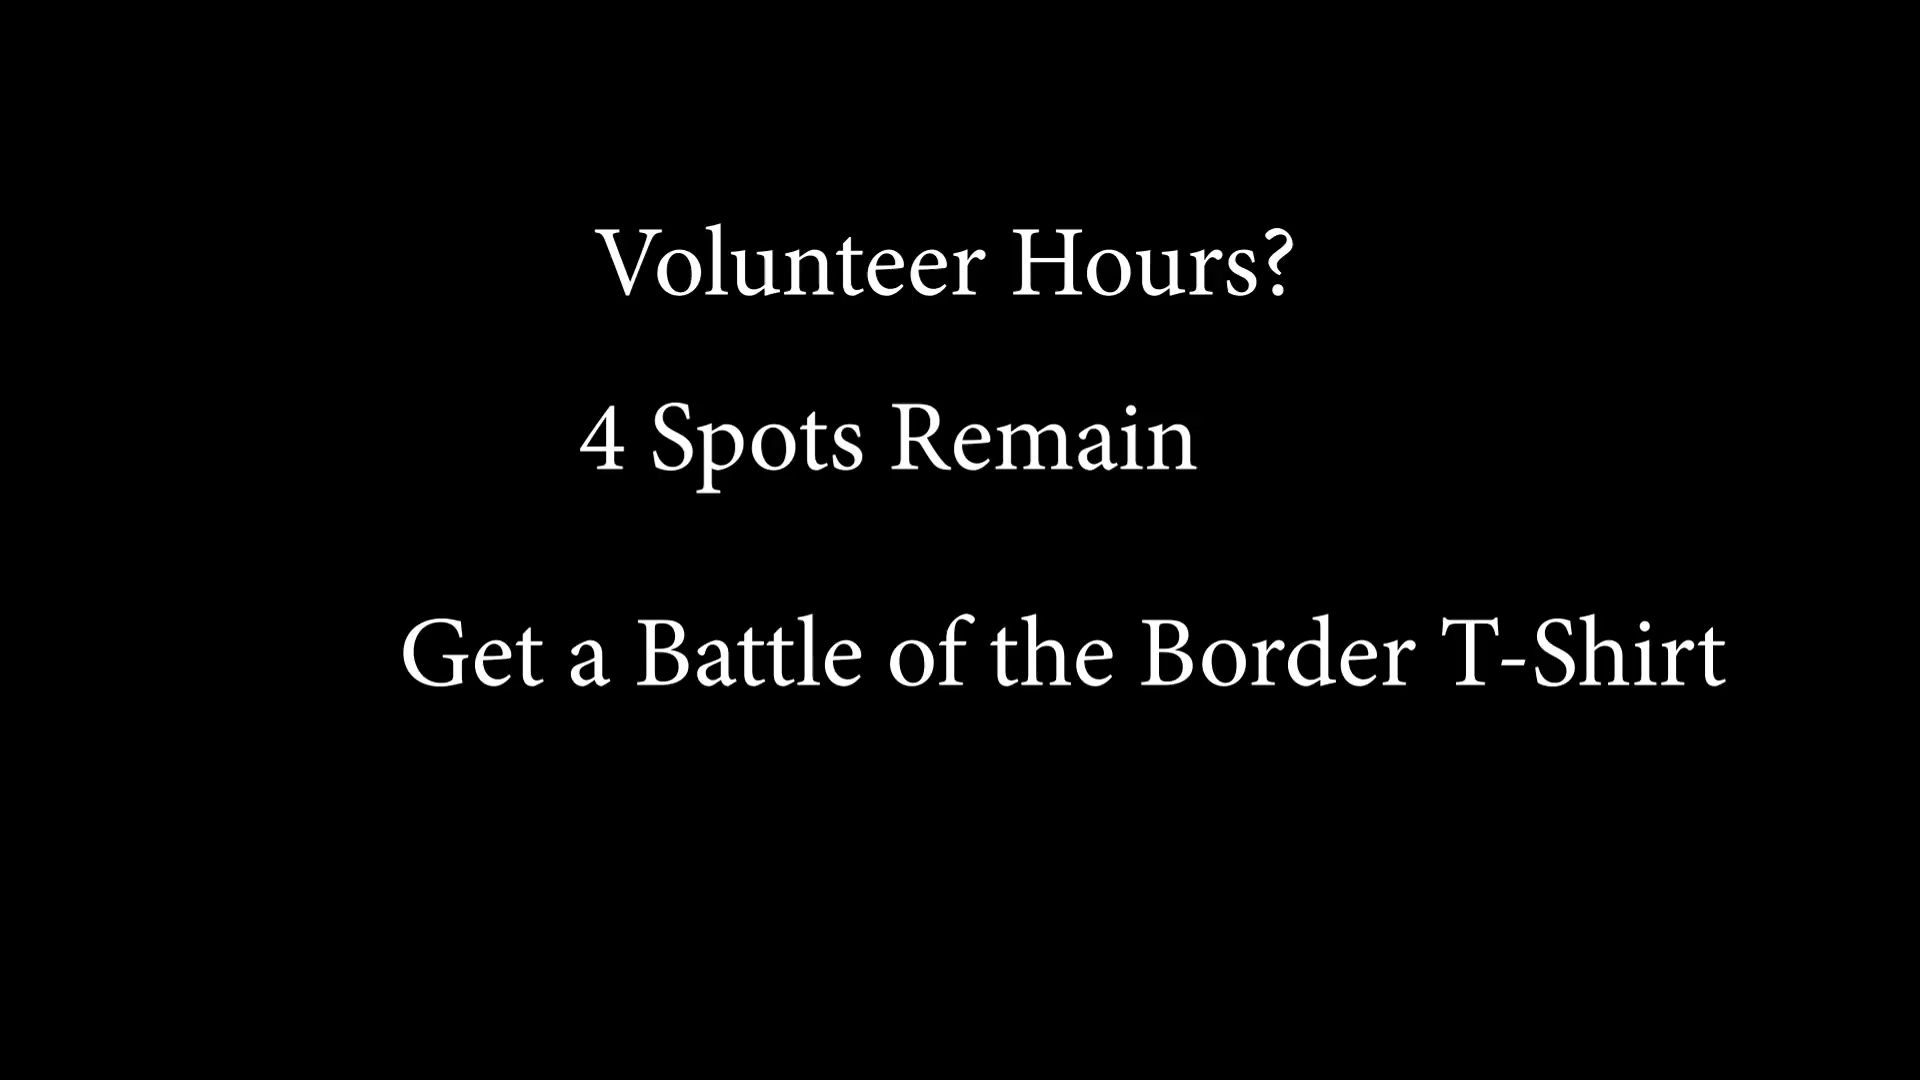 Volunteer Hours?
4 Spots Remain
Get a Battle of the Border T-Shirt